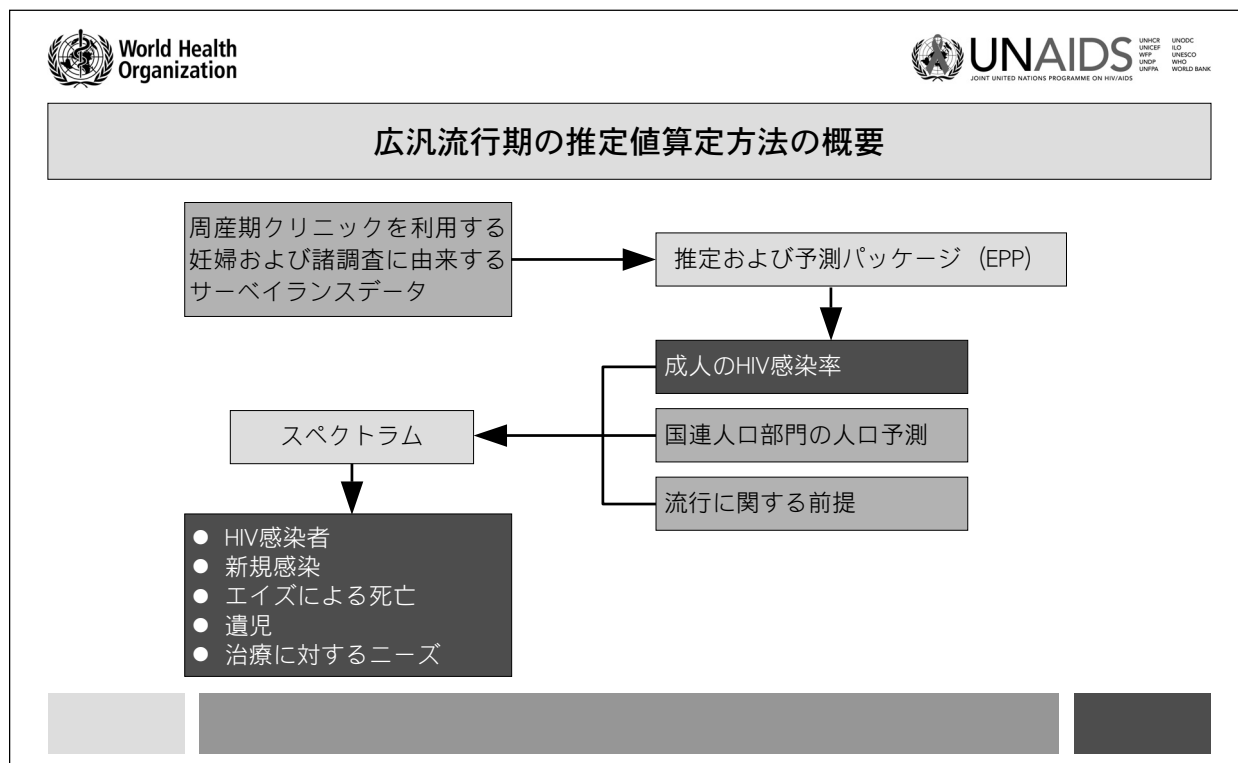 World Health
Organization
UNAIDS
JOINT UNITED NATIONS PROGRAMME ON HIV/AIDS
UNHCR
UNICEF
WFP
UNDP
UNFPA
UNODC
ILO
UNESCO
WHO
WORLD BANK
広汎流行期の推定値算定方法の概要
周産期クリニックを利用する
妊婦および諸調査に由来する
サーベイランスデータ
推定および予測パッケージ (EPP)
成人のHIV感染率
国連人口部門の人口予測
流行に関する前提
スペクトラム
● HIV感染者
● 新規感染
● エイズによる死亡
● 遺児
● 治療に対するニーズ